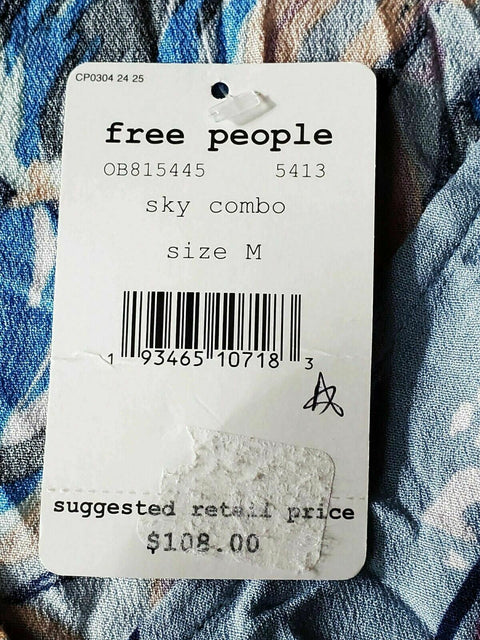 CP0304 24 25
free people
OB815445 5413
sky combo
size M
1 93465 10718 3
suggested retail price
$108.00